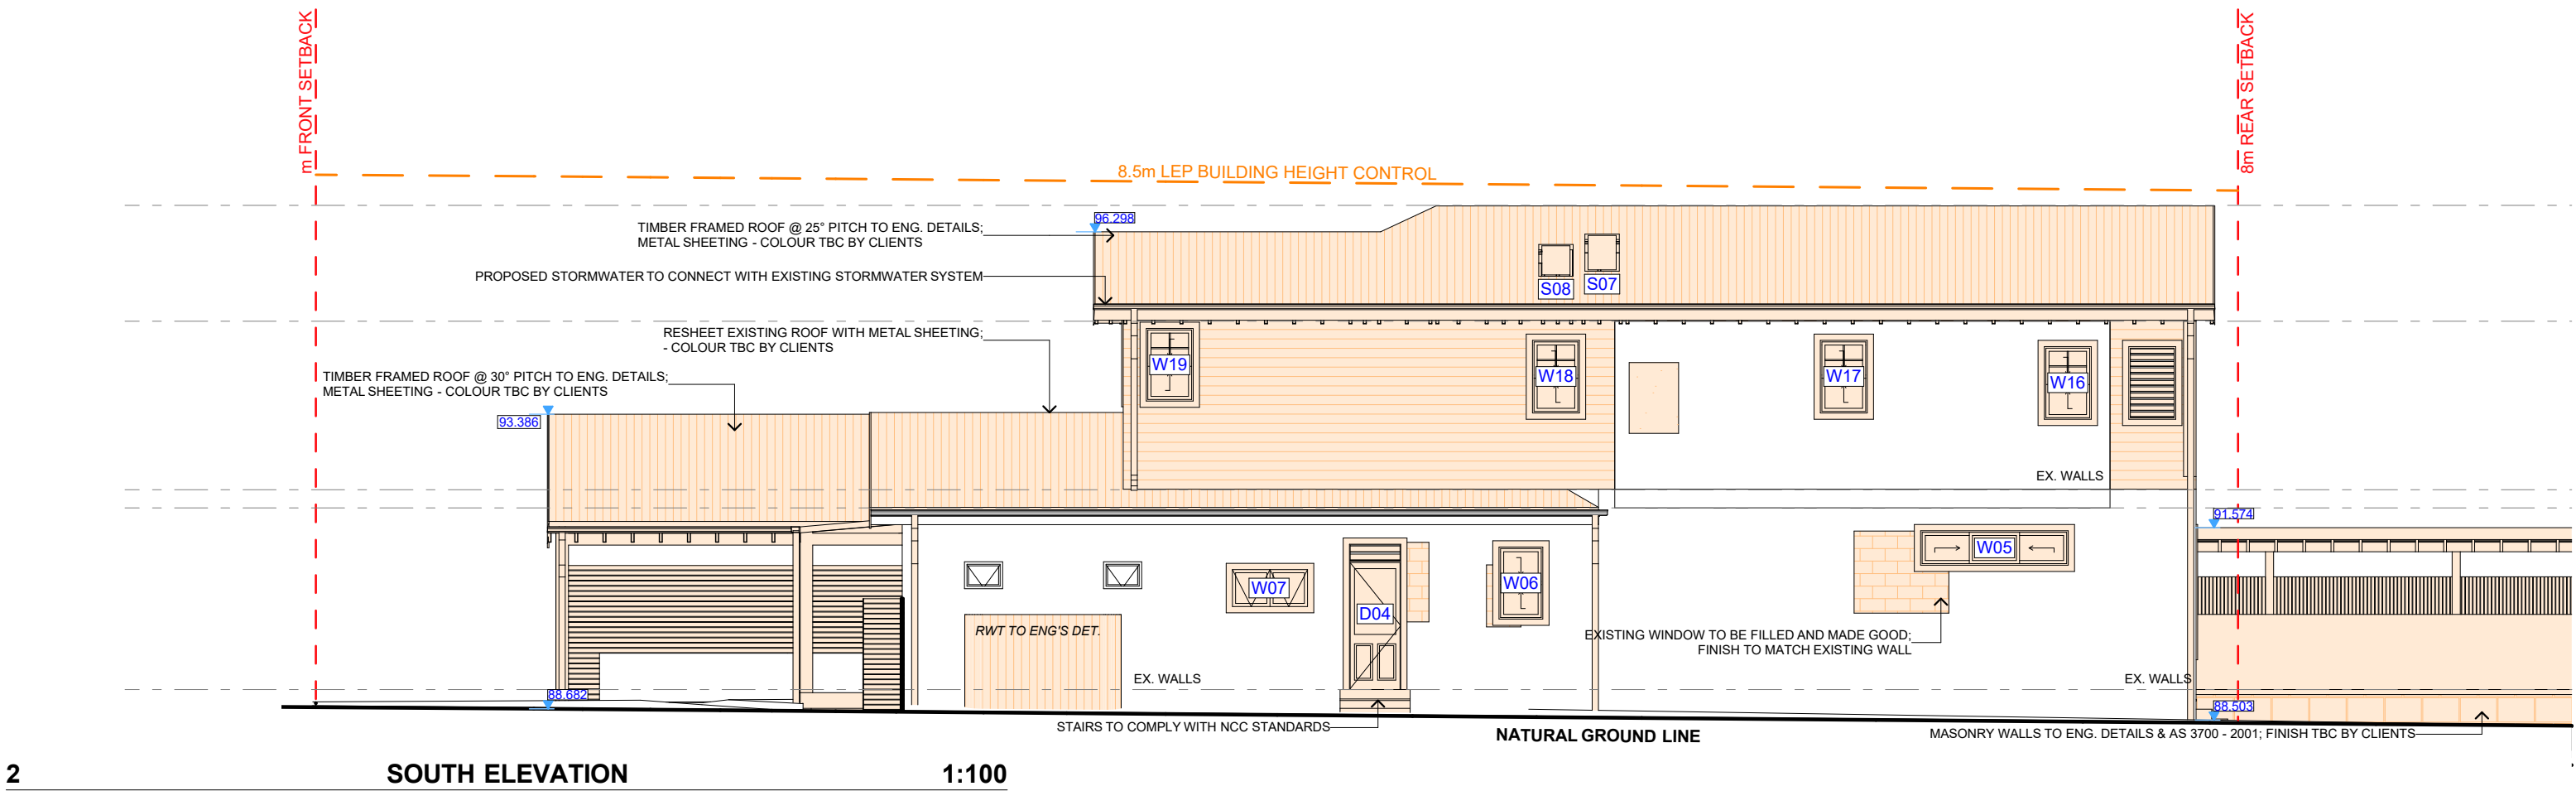 m FRONT SETBACK
8m REAR SETBACK
8.5m LEP BUILDING HEIGHT CONTROL
96.298
TIMBER FRAMED ROOF @ 25° PITCH TO ENG. DETAILS;
METAL SHEETING - COLOUR TBC BY CLIENTS
PROPOSED STORMWATER TO CONNECT WITH EXISTING STORMWATER SYSTEM
S08
S07
RESHEET EXISTING ROOF WITH METAL SHEETING;
- COLOUR TBC BY CLIENTS
W19
W18
W17
W16
TIMBER FRAMED ROOF @ 30° PITCH TO ENG. DETAILS;
METAL SHEETING - COLOUR TBC BY CLIENTS
93.386
EX. WALLS
91.574
W05
W07
W06
D04
RWT TO ENG'S DET.
EXISTING WINDOW TO BE FILLED AND MADE GOOD;
FINISH TO MATCH EXISTING WALL
EX. WALLS
EX. WALLS
88.682
88.503
STAIRS TO COMPLY WITH NCC STANDARDS
NATURAL GROUND LINE
MASONRY WALLS TO ENG. DETAILS & AS 3700 - 2001; FINISH TBC BY CLIENTS
2 SOUTH ELEVATION 1:100